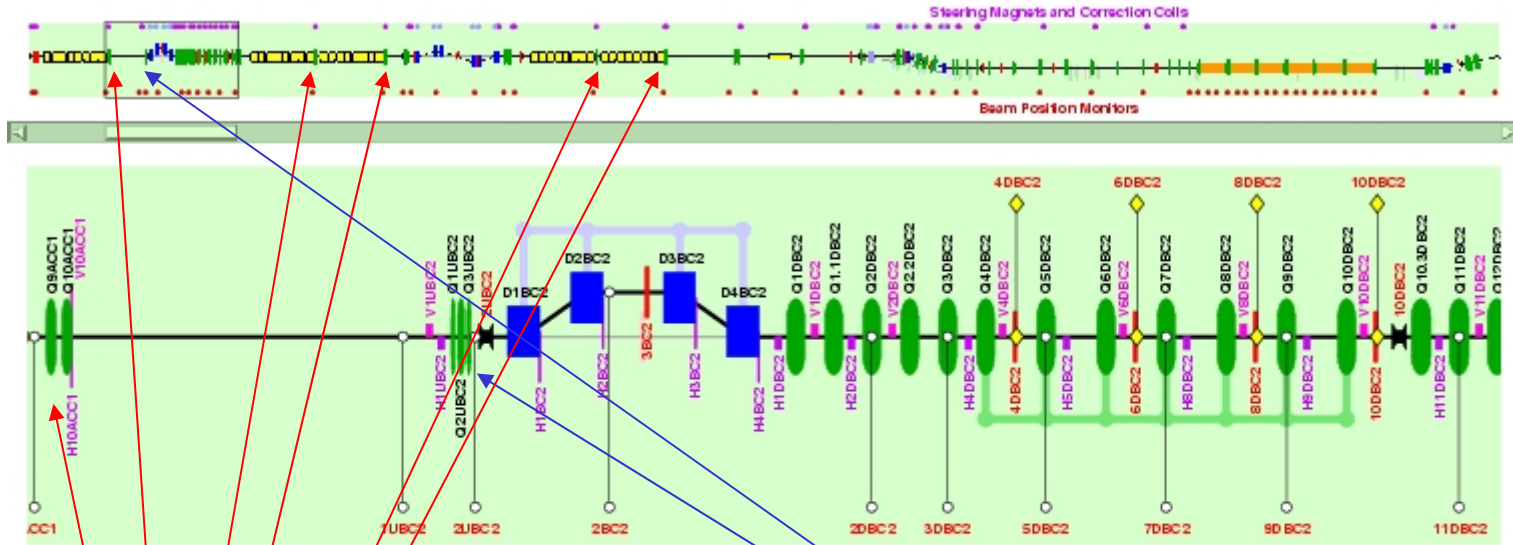 Steering Magnets and Correction Coils
Beam Position Monitors
4DBC2 6DBC2 8DBC2 10DBC2
Q9ACC1
Q10ACC1
V10ACC1
H10ACC1
V1UBC2
H1UBC2
Q1UBC2
Q2UBC2
Q3UBC2
D1BC2
D2BC2
D3BC2
D4BC2
H1BC2
H2BC2
3BC2
H3BC2
H4BC2
Q1DBC2
H1DBC2
V1DBC2
Q1.1DBC2
H2DBC2
Q2DBC2
V2DBC2
Q2.2DBC2
Q3DBC2
H4DBC2
Q4DBC2
V4DBC2
4DBC2
Q5DBC2
H5DBC2
Q6DBC2
V6DBC2
6DBC2
Q7DBC2
H8DBC2
Q8DBC2
V8DBC2
8DBC2
Q9DBC2
H9DBC2
Q10DBC2
V10DBC2
10DBC2
10DBC2
Q10.3DBC2
H11DBC2
Q11DBC2
V11DBC2
1UBC2 2UBC2 2BC2 2DBC2 3DBC2 5DBC2 7DBC2 9DBC2 11DBC2